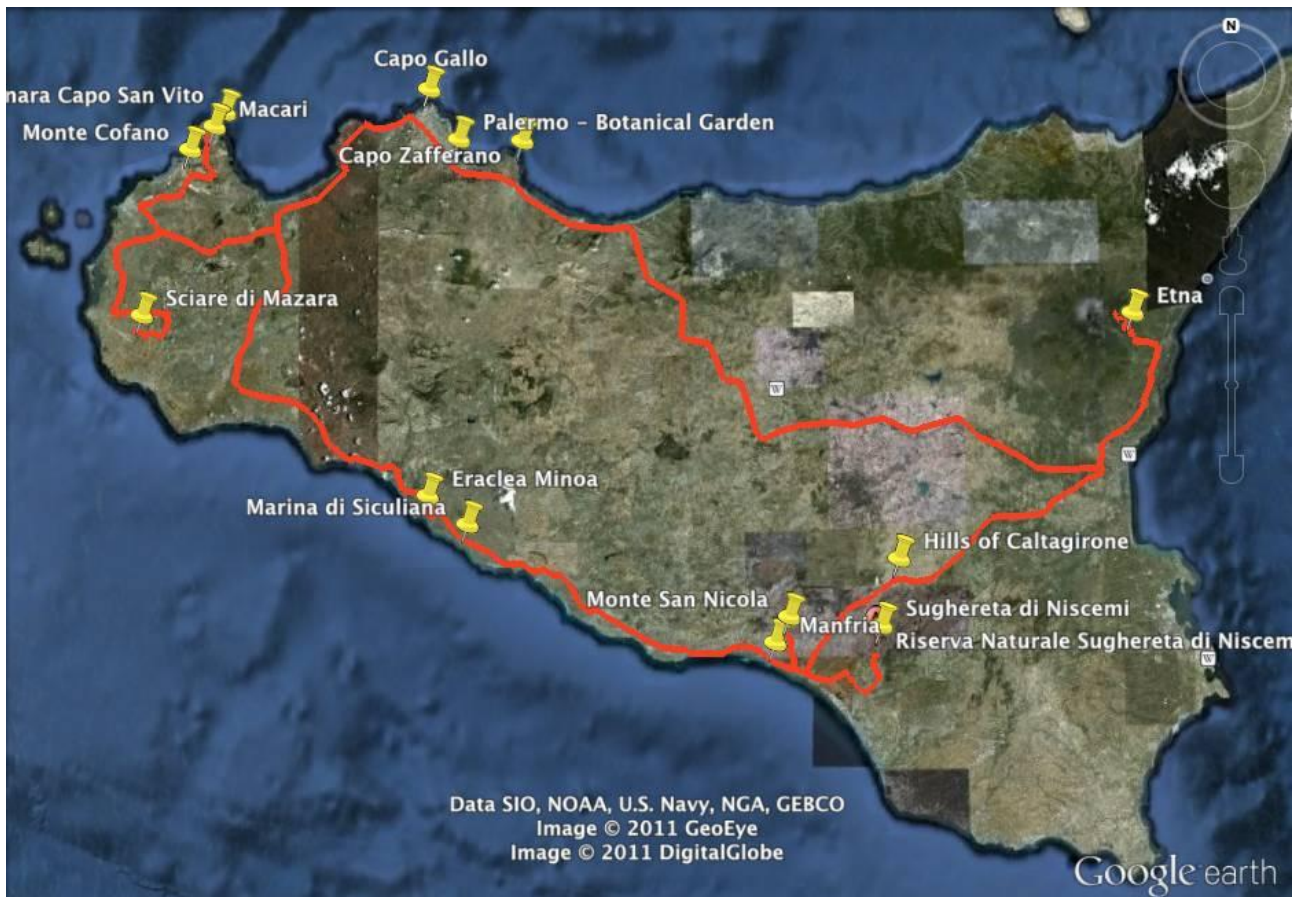 N
Capo Gallo
nara Capo San Vito
Macari
Monte Cofano
Palermo - Botanical Garden
Capo Zafferano
Sciare di Mazara
Etna
W
W
Eraclea Minoa
Marina di Siculiana
Hills of Caltagirone
Monte San Nicola
Sughereta di Niscemi
Manfria
Riserva Naturale Sughereta di Niscem
W
Data SIO, NOAA, U.S. Navy, NGA, GEBCO
Image © 2011 GeoEye
Image © 2011 DigitalGlobe
Google earth